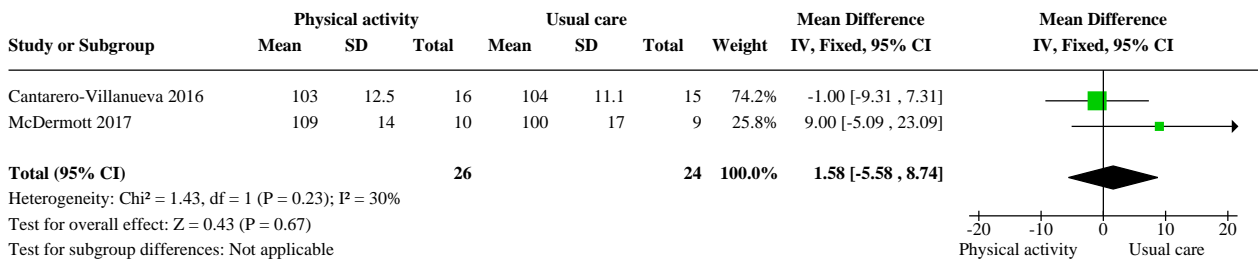 Physical activity Usual care Mean Difference Mean Difference
Study or Subgroup Mean SD Total Mean SD Total Weight IV, Fixed, 95% CI IV, Fixed, 95% CI
Cantarero-Villanueva 2016 103 12.5 16 104 11.1 15 74.2% -1.00 [-9.31 , 7.31]
McDermott 2017 109 14 10 100 17 9 25.8% 9.00 [-5.09 , 23.09]
Total (95% CI) 26 24 100.0% 1.58 [-5.58 , 8.74]
Heterogeneity: Chi² = 1.43, df = 1 (P = 0.23); I² = 30%
Test for overall effect: Z = 0.43 (P = 0.67)
Test for subgroup differences: Not applicable
-20 -10 0 10 20
Physical activity Usual care